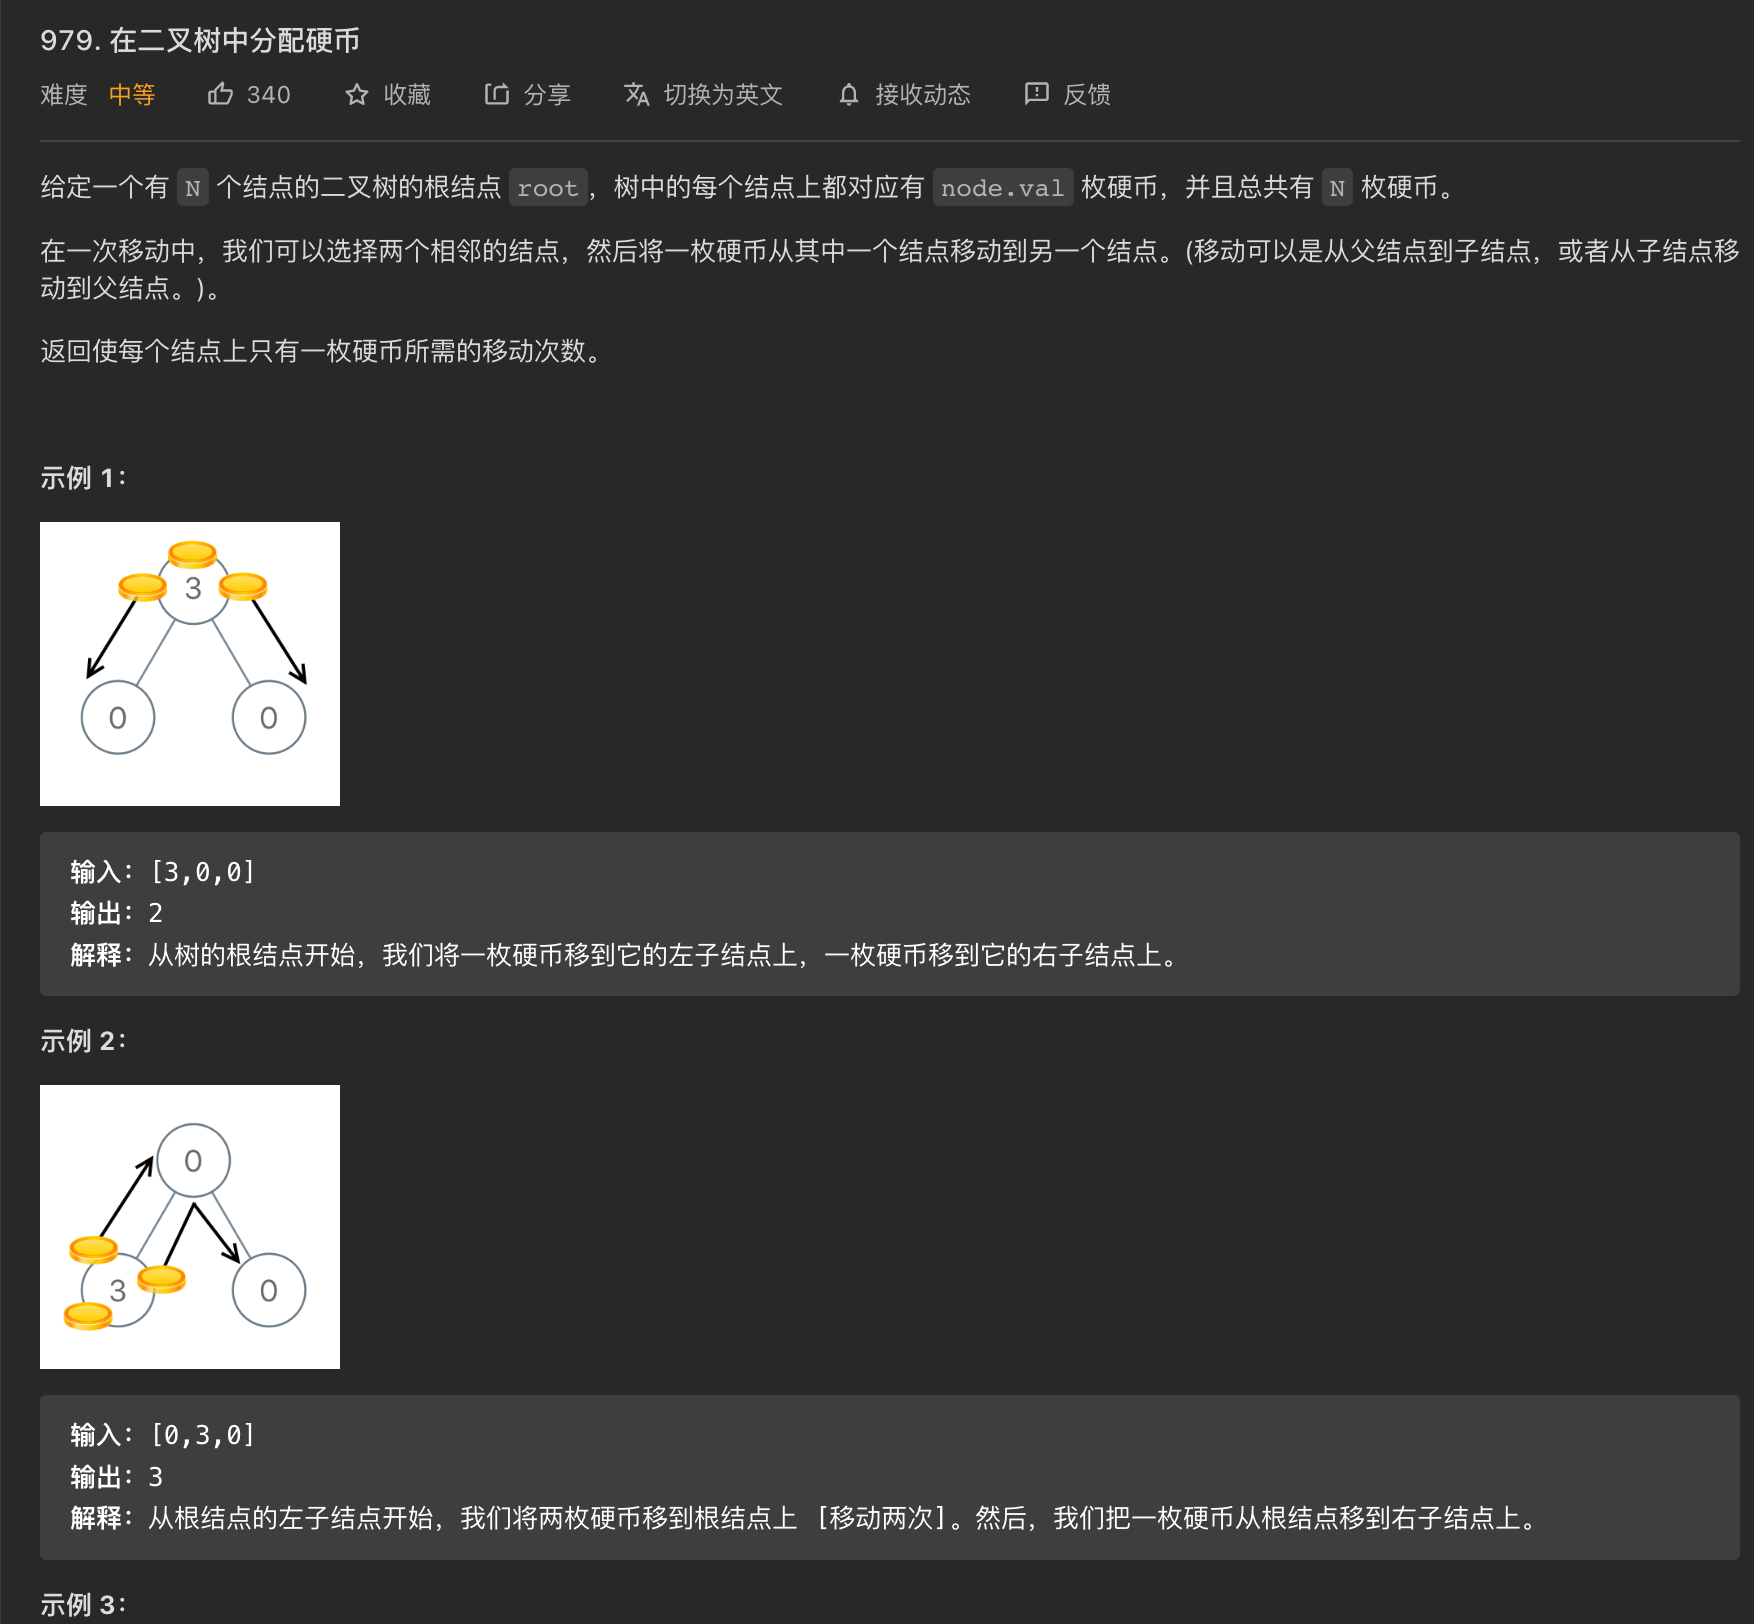 979. 在二叉树中分配硬币
难度 中等 340 收藏 分享 切换为英文 接收动态 反馈
给定一个有 N 个结点的二叉树的根结点 root，树中的每个结点上都对应有 node.val 枚硬币，并且总共有 N 枚硬币。
在一次移动中，我们可以选择两个相邻的结点，然后将一枚硬币从其中一个结点移动到另一个结点。(移动可以是从父结点到子结点，或者从子结点移
动到父结点。)。
返回使每个结点上只有一枚硬币所需的移动次数。
示例 1：
3
0 0
输入：[3,0,0]
输出：2
解释：从树的根结点开始，我们将一枚硬币移到它的左子结点上，一枚硬币移到它的右子结点上。
示例 2：
0
3 0
输入：[0,3,0]
输出：3
解释：从根结点的左子结点开始，我们将两枚硬币移到根结点上 [移动两次]。然后，我们把一枚硬币从根结点移到右子结点上。
示例 3：